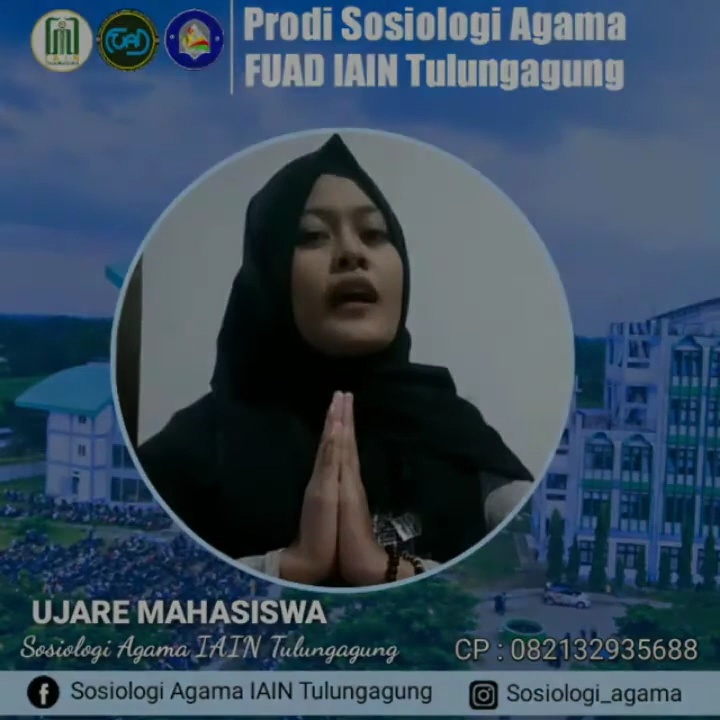 Prodi Sosiologi Agama
FUAD IAIN Tulungagung
UJARE MAHASISWA
Sosiologi Agama IAIN Tulungagung
CP : 082132935688
Sosiologi Agama IAIN Tulungagung
Sosiologi_agama